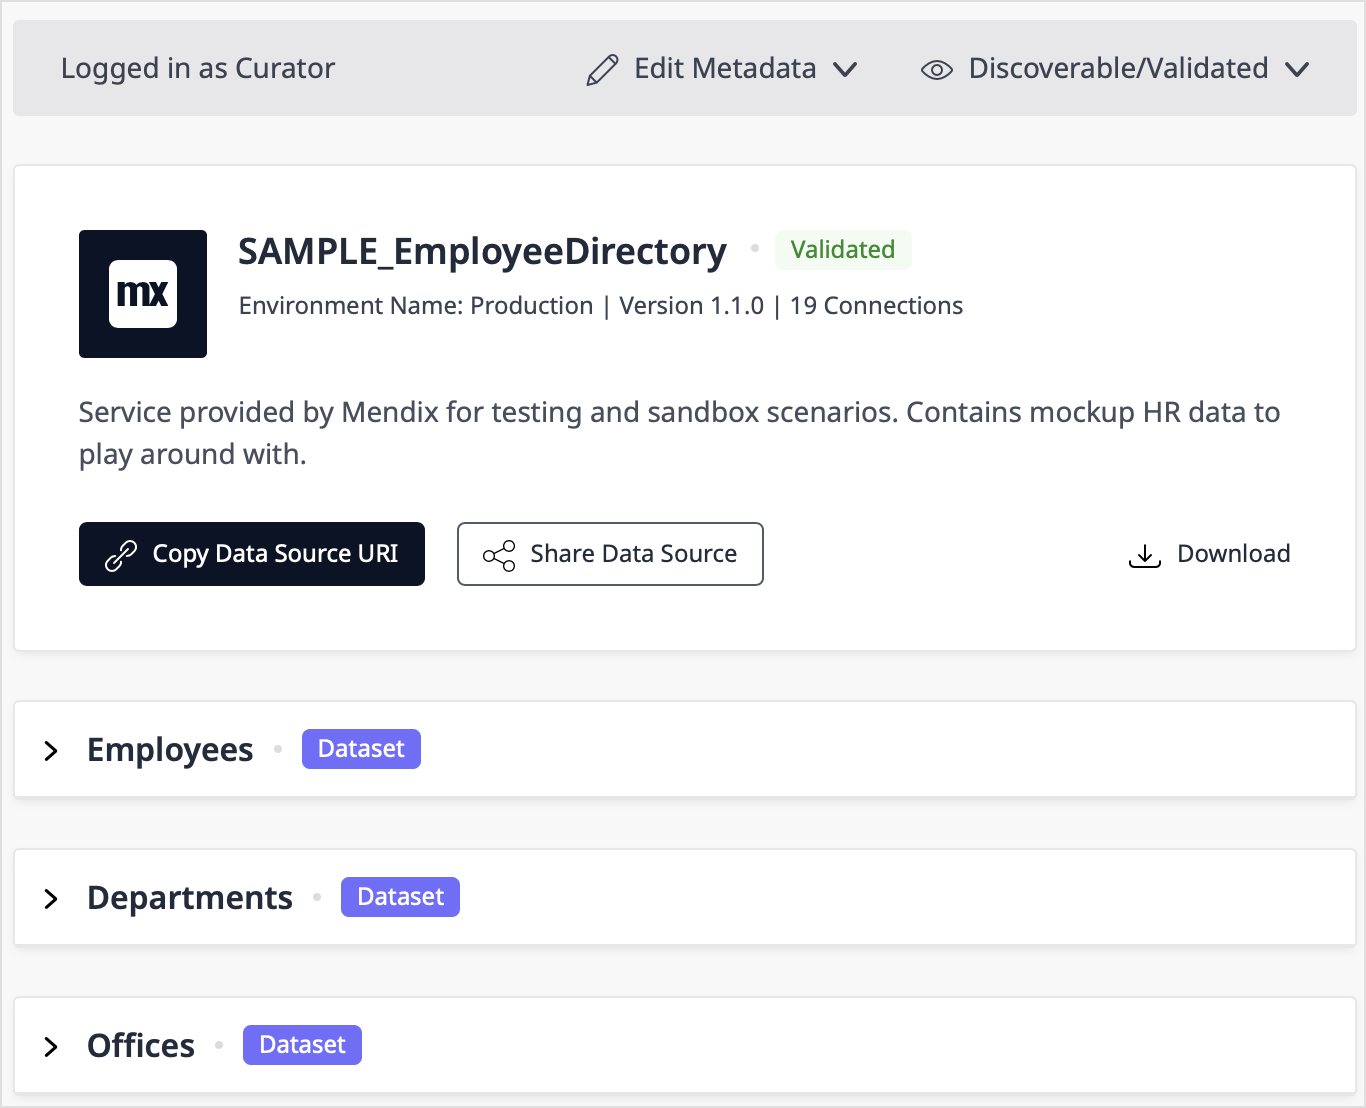 Logged in as Curator
Edit Metadata
Discoverable/Validated
mx
SAMPLE_EmployeeDirectory
Validated
Environment Name: Production | Version 1.1.0 | 19 Connections
Service provided by Mendix for testing and sandbox scenarios. Contains mockup HR data to
play around with.
Copy Data Source URI
Share Data Source
Download
Employees
Dataset
Departments
Dataset
Offices
Dataset